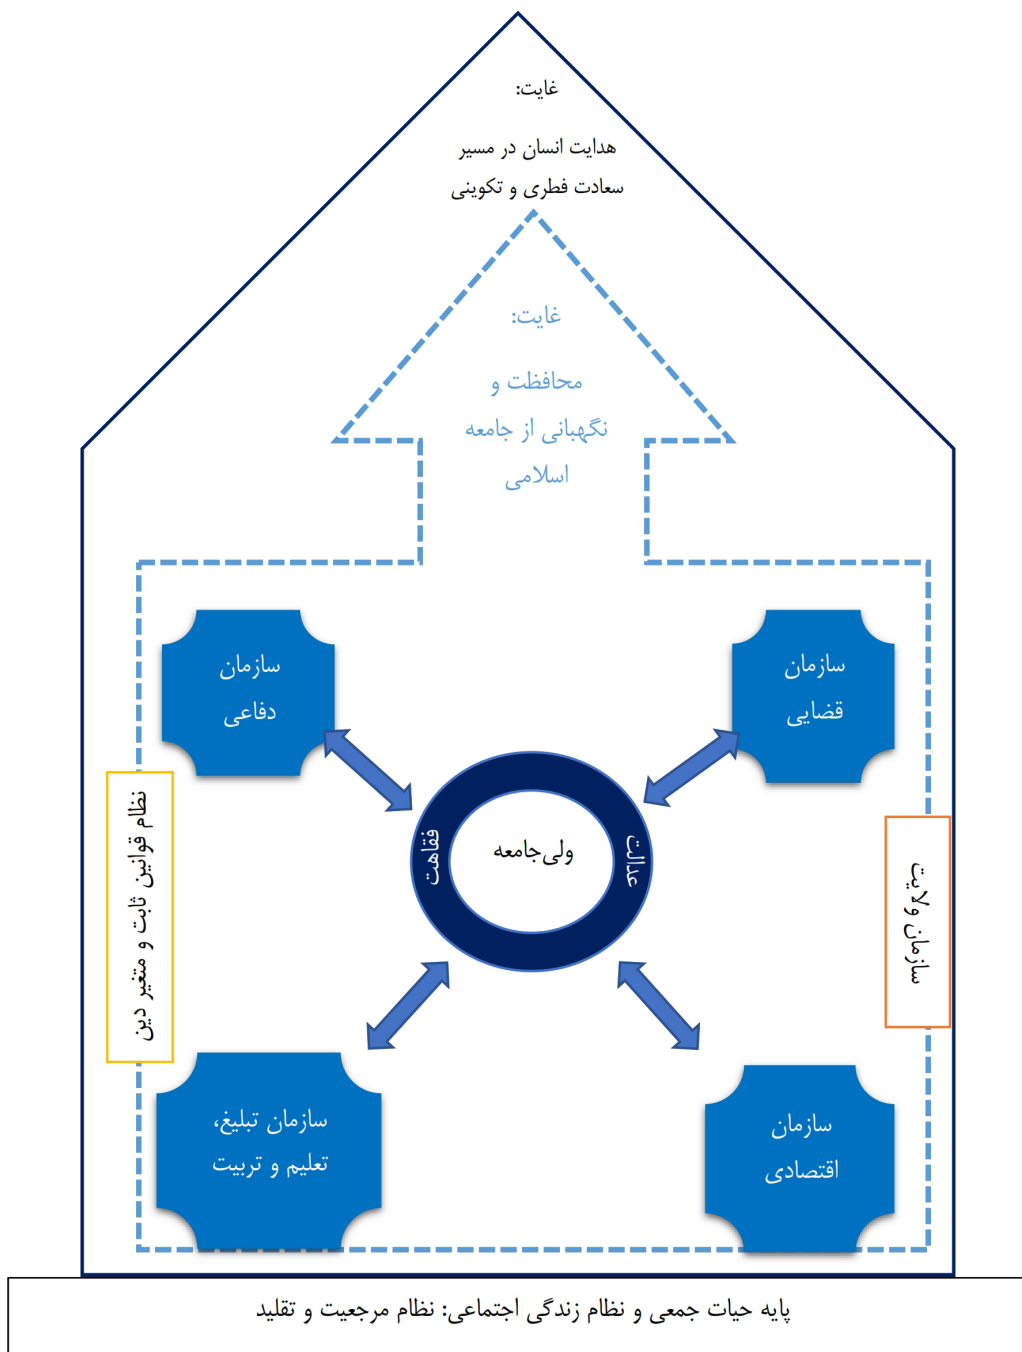 غایت:
هدایت انسان در مسیر
سعادت فطری و تکوینی
غایت:
محافظت و
نگهبانی از جامعه
اسلامی
سازمان
قضایی
سازمان
دفاعی
ولی‌جامعه
عدالت
فقاهت
سازمان ولایت
نظام قوانین ثابت و متغیر دین
سازمان
اقتصادی
سازمان تبلیغ،
تعلیم و تربیت
پایه حیات جمعی و نظام زندگی اجتماعی: نظام مرجعیت و تقلید